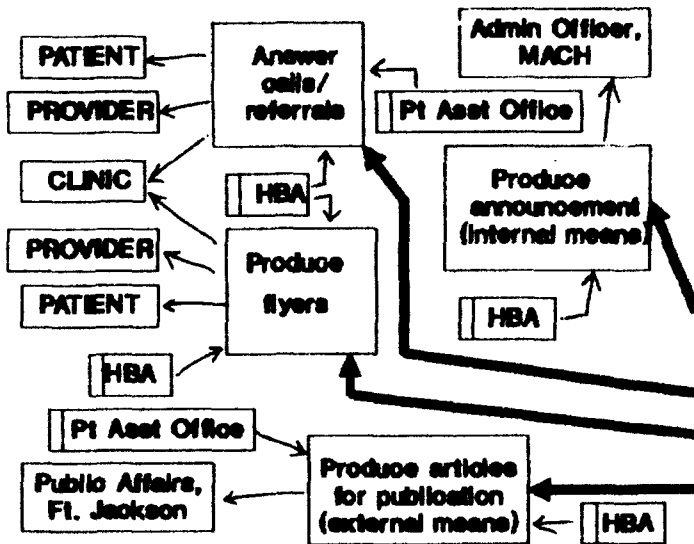 PATIENT
Answer
calls/
referrals
Admin Officer,
MACH
PROVIDER
Pt Asst Office
CLINIC
HBA
Produce
announcement
(internal means)
PROVIDER
Produce
flyers
PATIENT
HBA
HBA
Pt Asst Office
Produce articles
for publication
(external means)
Public Affairs,
Ft. Jackson
HBA